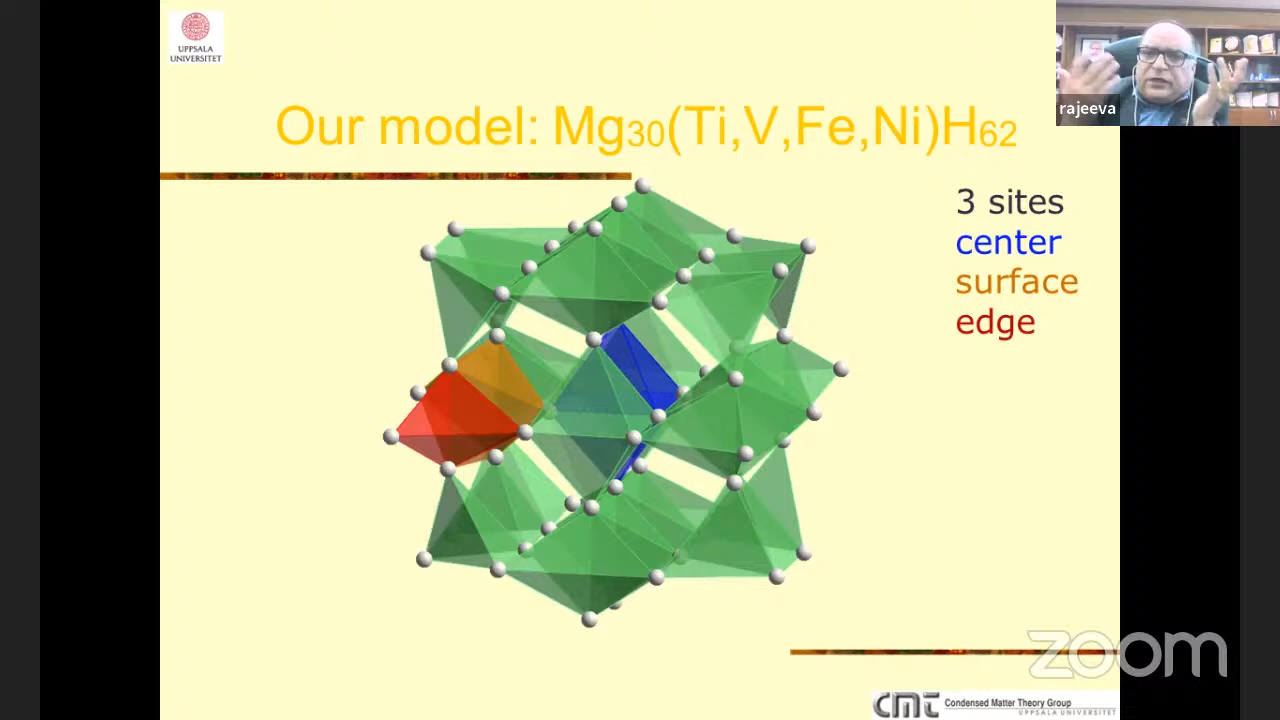 UPPSALA
UNIVERSITET
rajeeva
Our model: Mg30(Ti,V,Fe,Ni)H62
3 sites
center
surface
edge
zoom
CMT Condensed Matter Theory Group
UPPSALA UNIVERSITET